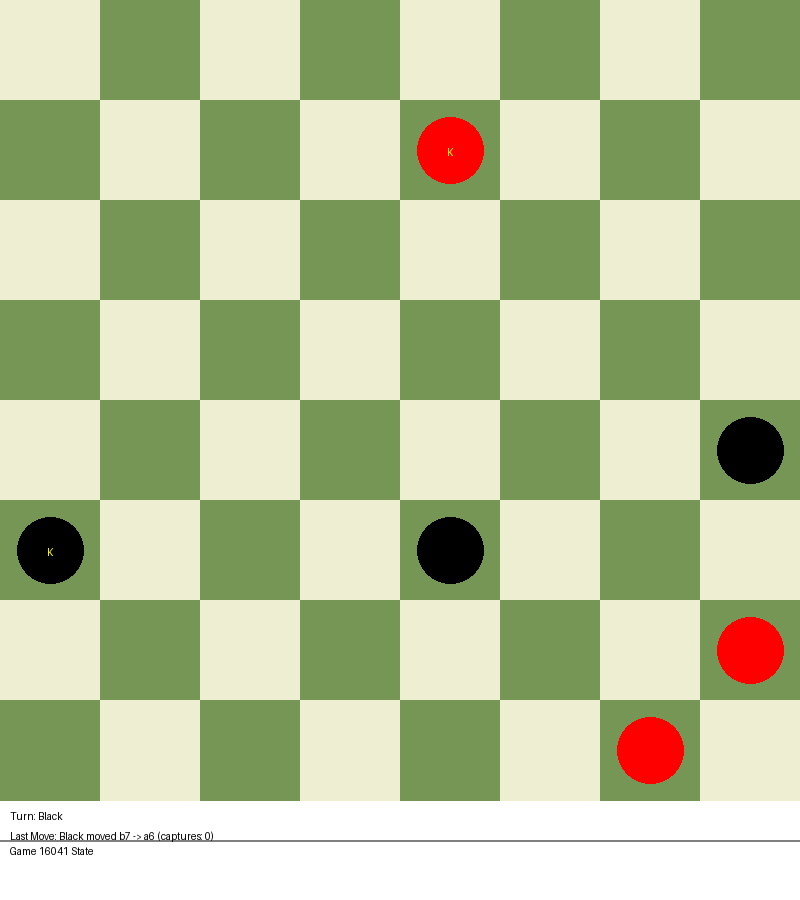 K
K
Turn: Black
Last Move: Black moved b7 -> a6 (captures: 0)
Game 16041 State